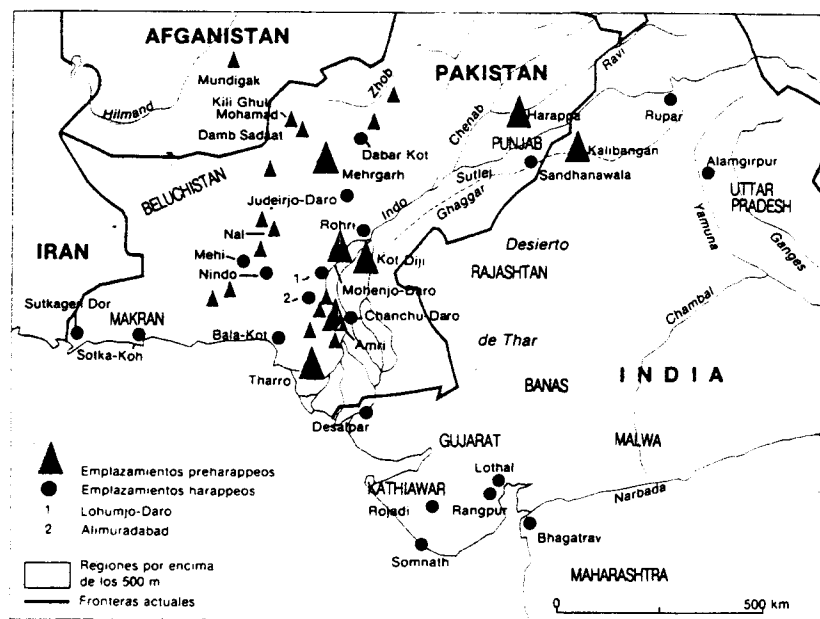 AFGANISTAN
Mundigak
Hilmand
Kili Ghul
Mohamad
Damb Sadaat
Zhob
PAKISTAN
Chenab
Ravi
Harappa
Rupar
PUNJAB
Kalibangan
Sandhanawala
Alamgirpur
UTTAR
PRADESH
Dabar Kot
Mehrgarh
BELUCHISTAN
Judeirjo-Daro
Indo
Sutlej
Ghaggar
Yamuna
Ganges
IRAN
Nal
Rohri
Kot Diji
Desierto
RAJASHTAN
Mehi
Nindo
1
2
Mohenjo-Daro
Chambal
Sutkagen Dor
MAKRAN
Sotka-Koh
Bala-Kot
Chanchu-Daro
Amri
de Thar
INDIA
Tharro
BANAS
Desalpar
GUJARAT
MALWA
Lothal
KATHIAWAR
Rojadi
Rangpur
Narbada
Bhagatrav
Somnath
MAHARASHTRA
Emplazamientos preharappeos
Emplazamientos harappeos
1 Lohumjo-Daro
2 Alimuradabad
Regiones por encima
de los 500 m
Fronteras actuales
0 500 km